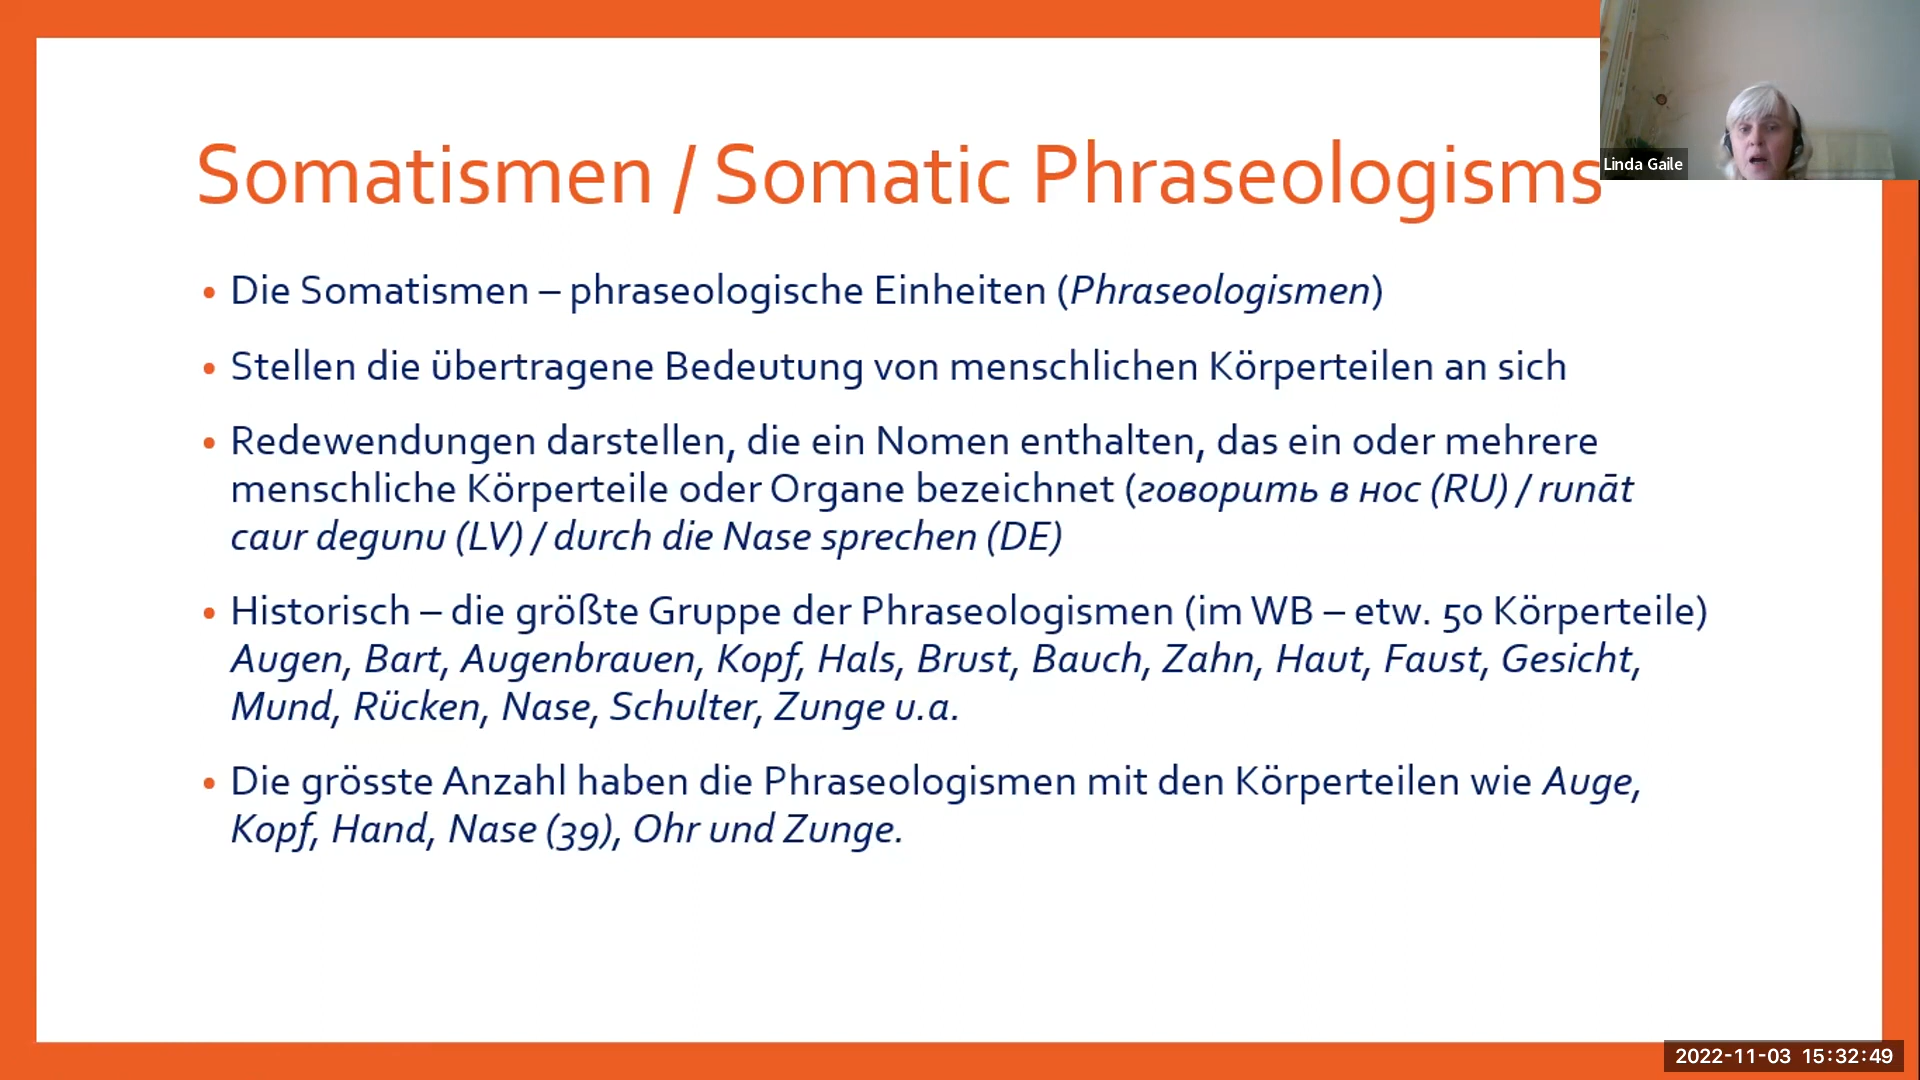 Somatismen / Somatic Phraseologisms
Linda Gaile
• Die Somatismen – phraseologische Einheiten (Phraseologismen)
• Stellen die übertragene Bedeutung von menschlichen Körperteilen an sich
• Redewendungen darstellen, die ein Nomen enthalten, das ein oder mehrere
menschliche Körperteile oder Organe bezeichnet (говорить в нос (RU) / runāt
caur degunu (LV) / durch die Nase sprechen (DE)
• Historisch – die größte Gruppe der Phraseologismen (im WB – etw. 50 Körperteile)
Augen, Bart, Augenbrauen, Kopf, Hals, Brust, Bauch, Zahn, Haut, Faust, Gesicht,
Mund, Rücken, Nase, Schulter, Zunge u.a.
• Die grösste Anzahl haben die Phraseologismen mit den Körperteilen wie Auge,
Kopf, Hand, Nase (39), Ohr und Zunge.
2022-11-03 15:32:49